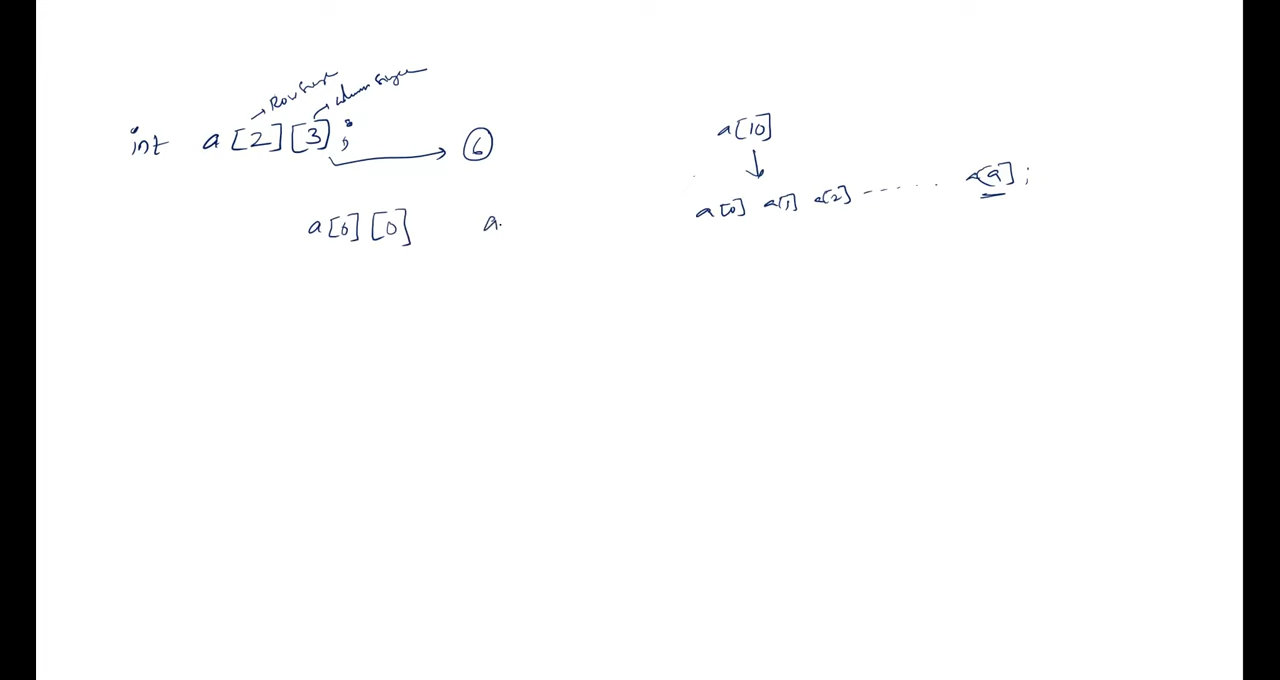 Row size column size
int a[2][3]; → 6
a[0][0] a.
a[10]
↓
a[0] a[1] a[2] ------ a[9];